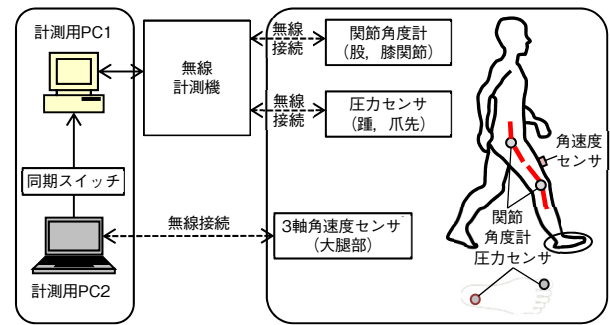 計測用PC1
同期スイッチ
計測用PC2
無線
計測機
無線
接続
無線
接続
無線接続
関節角度計
（股，膝関節）
圧力センサ
（踵，爪先）
3軸角速度センサ
（大腿部）
角速度
センサ
関節
角度計
圧力センサ